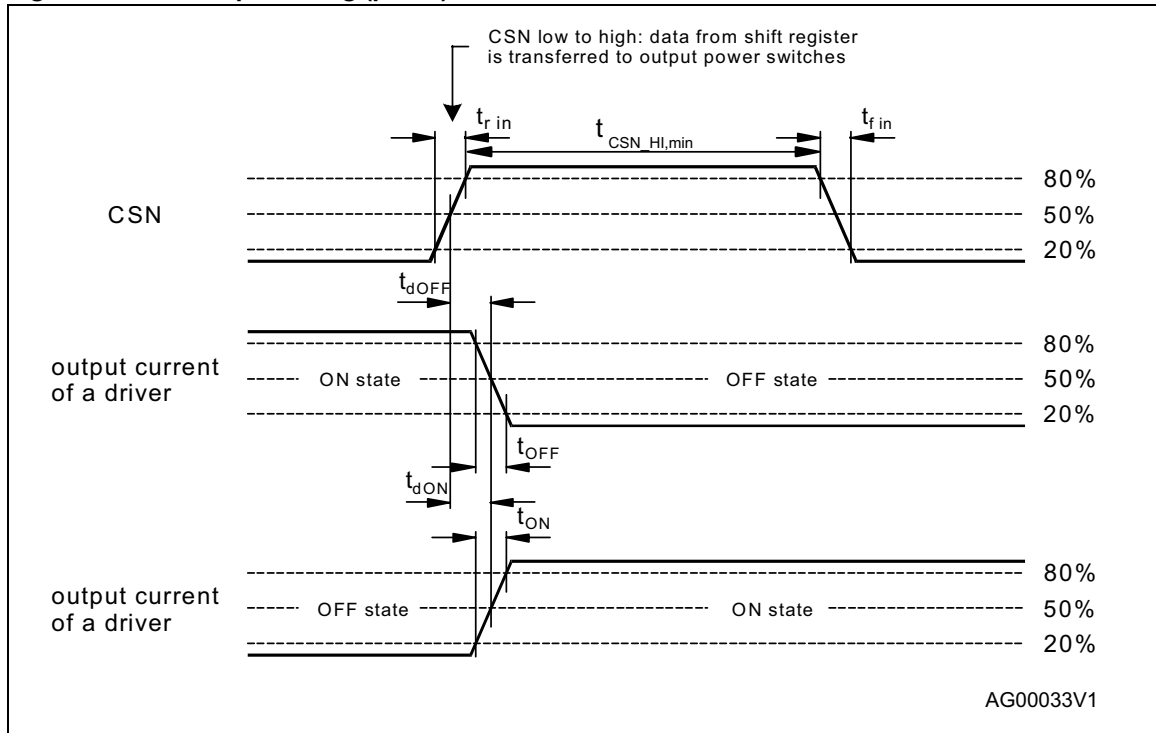 CSN low to high: data from shift register
is transferred to output power switches
tr in
tCSN_HI,min
tf in
80%
CSN
50%
20%
tdOFF
80%
output current
of a driver
ON state
OFF state
50%
20%
tOFF
tdON
tON
80%
output current
of a driver
OFF state
ON state
50%
20%
AG00033V1